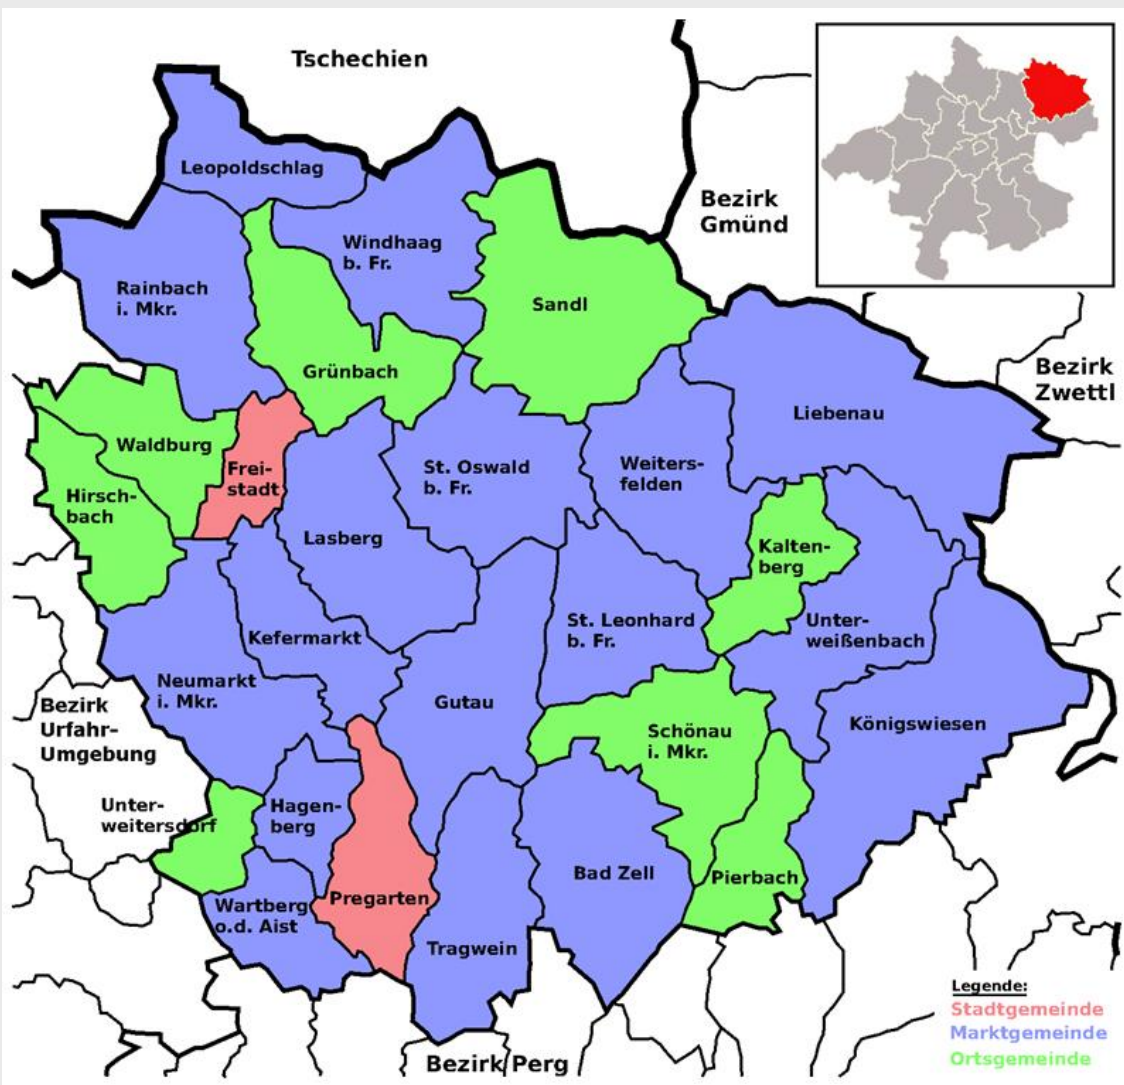 Tschechien
Leopoldschlag
Bezirk
Gmünd
Windhaag
b. Fr.
Rainbach
i. Mkr.
Sandl
Grünbach
Bezirk
Zwettl
Liebenau
Waldburg
Frei-
stadt
St. Oswald
b. Fr.
Weiters-
felden
Hirsch-
bach
Lasberg
Kalten-
berg
Kefermarkt
St. Leonhard
b. Fr.
Unter-
weißenbach
Neumarkt
i. Mkr.
Gutau
Bezirk
Urfahr-
Umgebung
Schönau
i. Mkr.
Königswiesen
Unter-
weitersdorf
Hagen-
berg
Bad Zell
Pierbach
Pregarten
Wartberg
o.d. Aist
Tragwein
Bezirk Perg
Legende:
Stadtgemeinde
Marktgemeinde
Ortsgemeinde